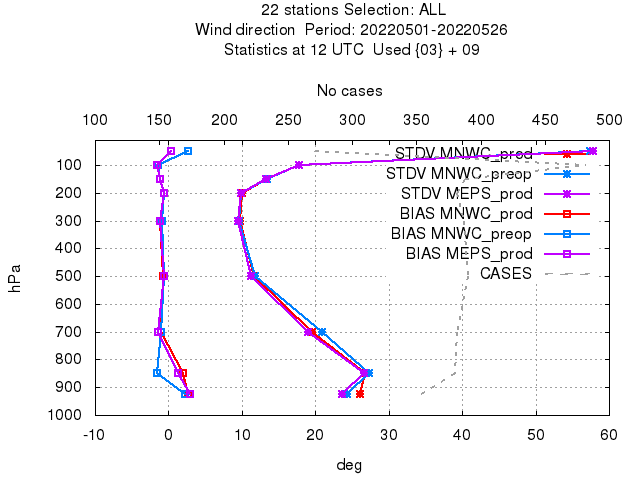 22 stations Selection: ALL
Wind direction  Period: 20220501-20220526
Statistics at 12 UTC  Used {03} + 09
No cases
100 150 200 250 300 350 400 450 500
STDV MNWC_prod
STDV MNWC_preop
STDV MEPS_prod
BIAS MNWC_prod
BIAS MNWC_preop
BIAS MEPS_prod
CASES
hPa
100
200
300
400
500
600
700
800
900
1000
-10 0 10 20 30 40 50 60
deg